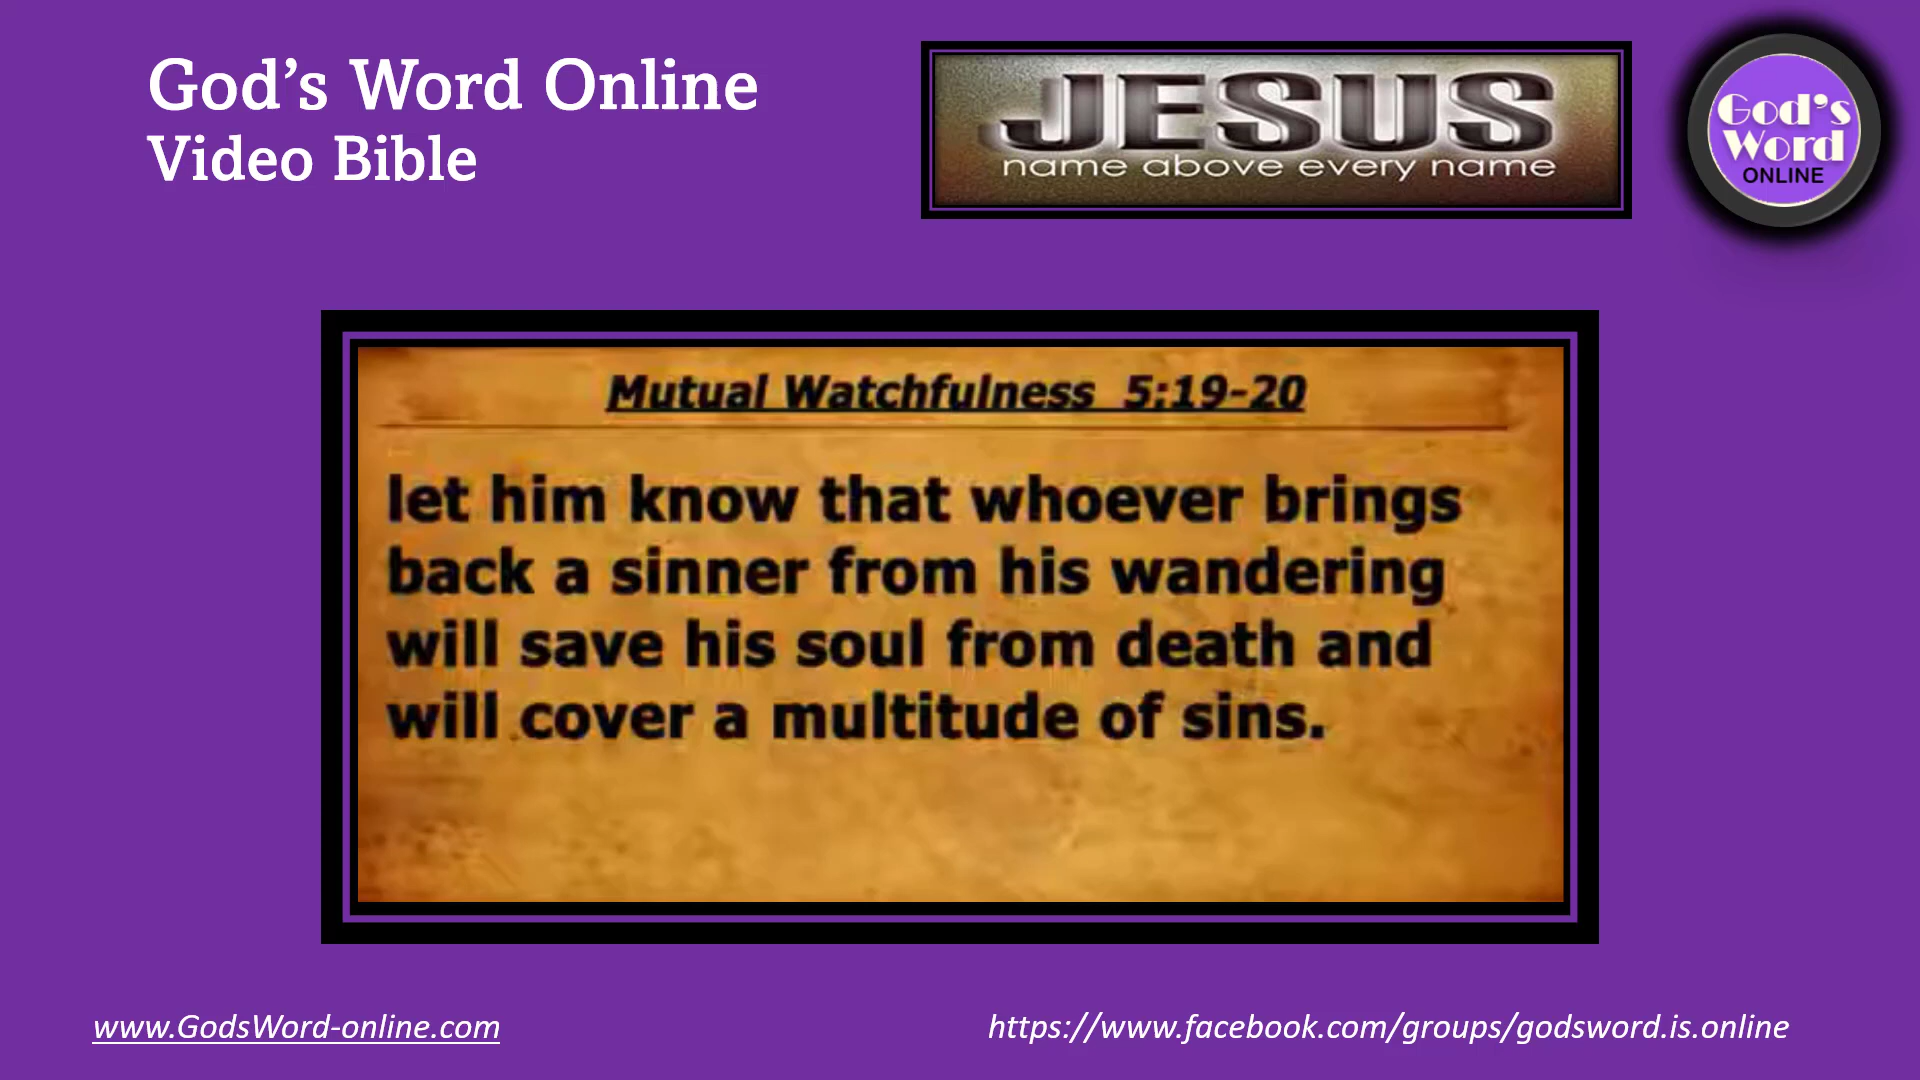 God’s Word Online
Video Bible
JESUS
name above every name
God’s
Word
ONLINE
Mutual Watchfulness 5:19-20
let him know that whoever brings
back a sinner from his wandering
will save his soul from death and
will cover a multitude of sins.
www.GodsWord-online.com
https://www.facebook.com/groups/godsword.is.online